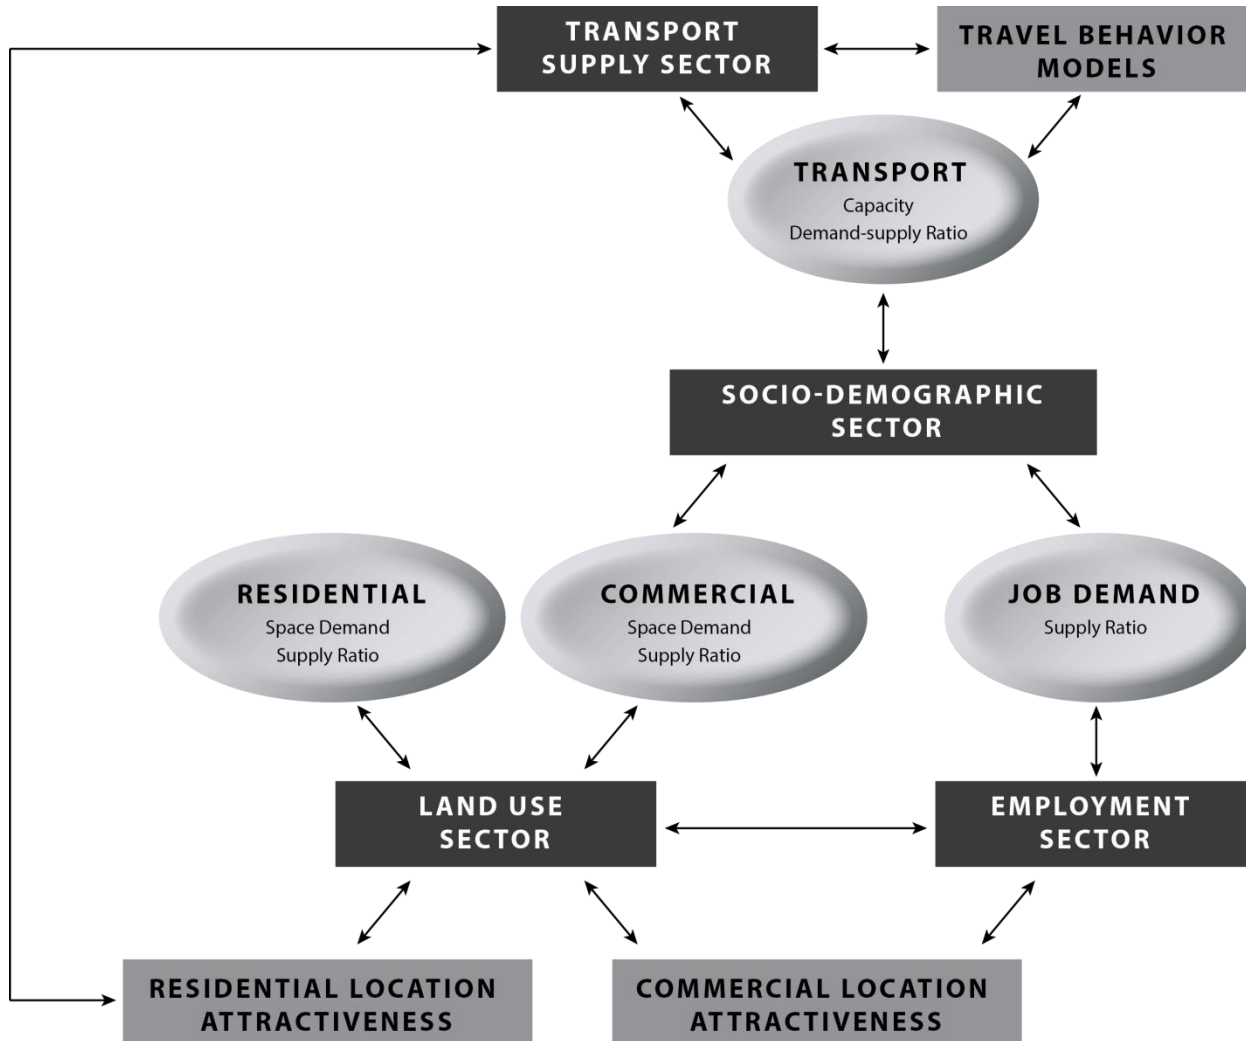 TRANSPORT
SUPPLY SECTOR
TRAVEL BEHAVIOR
MODELS
TRANSPORT
Capacity
Demand-supply Ratio
SOCIO-DEMOGRAPHIC
SECTOR
RESIDENTIAL
Space Demand
Supply Ratio
COMMERCIAL
Space Demand
Supply Ratio
JOB DEMAND
Supply Ratio
LAND USE
SECTOR
EMPLOYMENT
SECTOR
RESIDENTIAL LOCATION
ATTRACTIVENESS
COMMERCIAL LOCATION
ATTRACTIVENESS